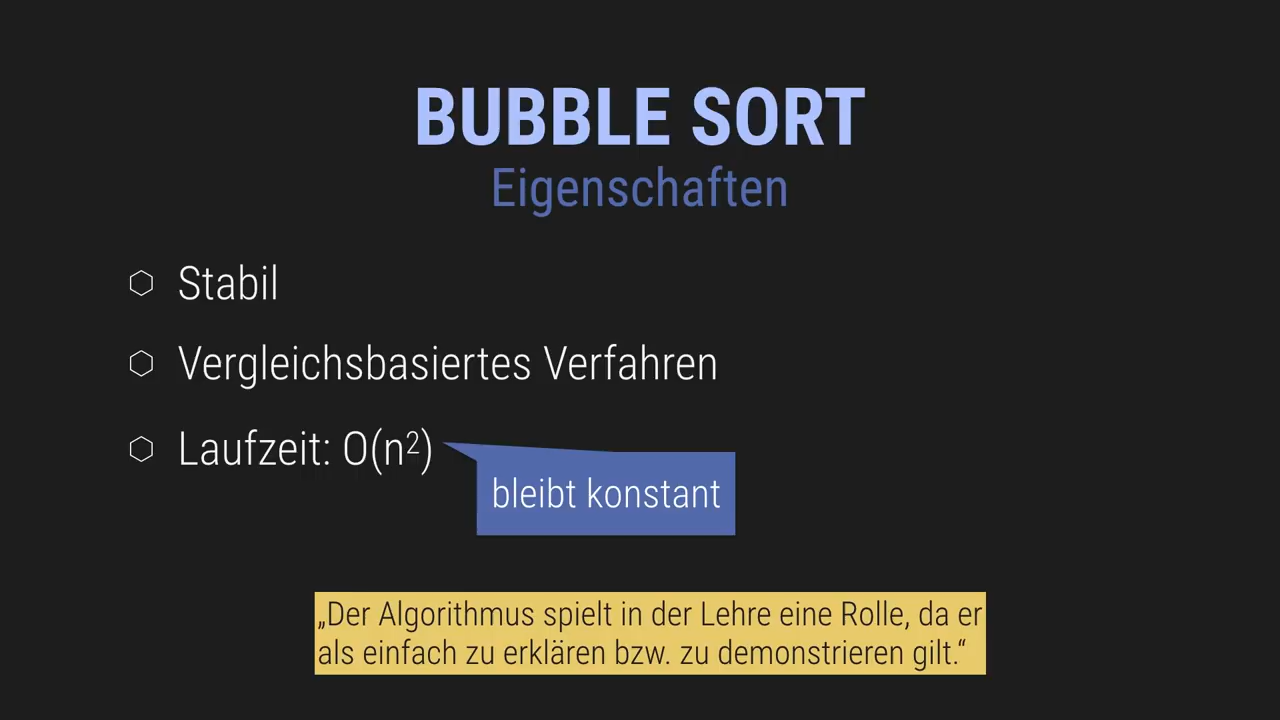 BUBBLE SORT
Eigenschaften
Stabil
Vergleichsbasiertes Verfahren
Laufzeit: O(n²)
bleibt konstant
„Der Algorithmus spielt in der Lehre eine Rolle, da er
als einfach zu erklären bzw. zu demonstrieren gilt.“